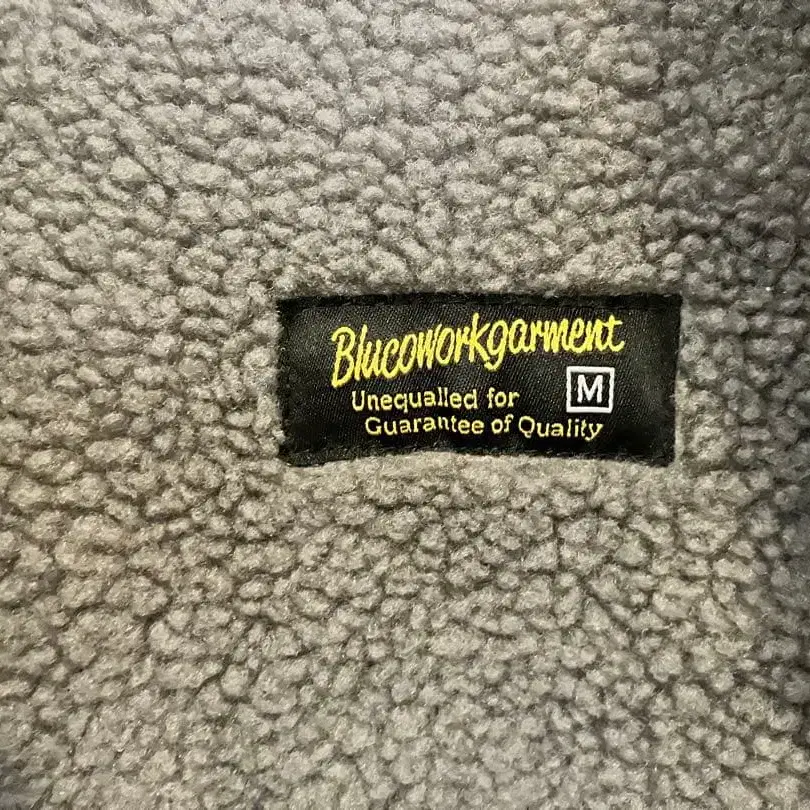 Blucoworkgarment
Unequalled for
M
Guarantee of Quality